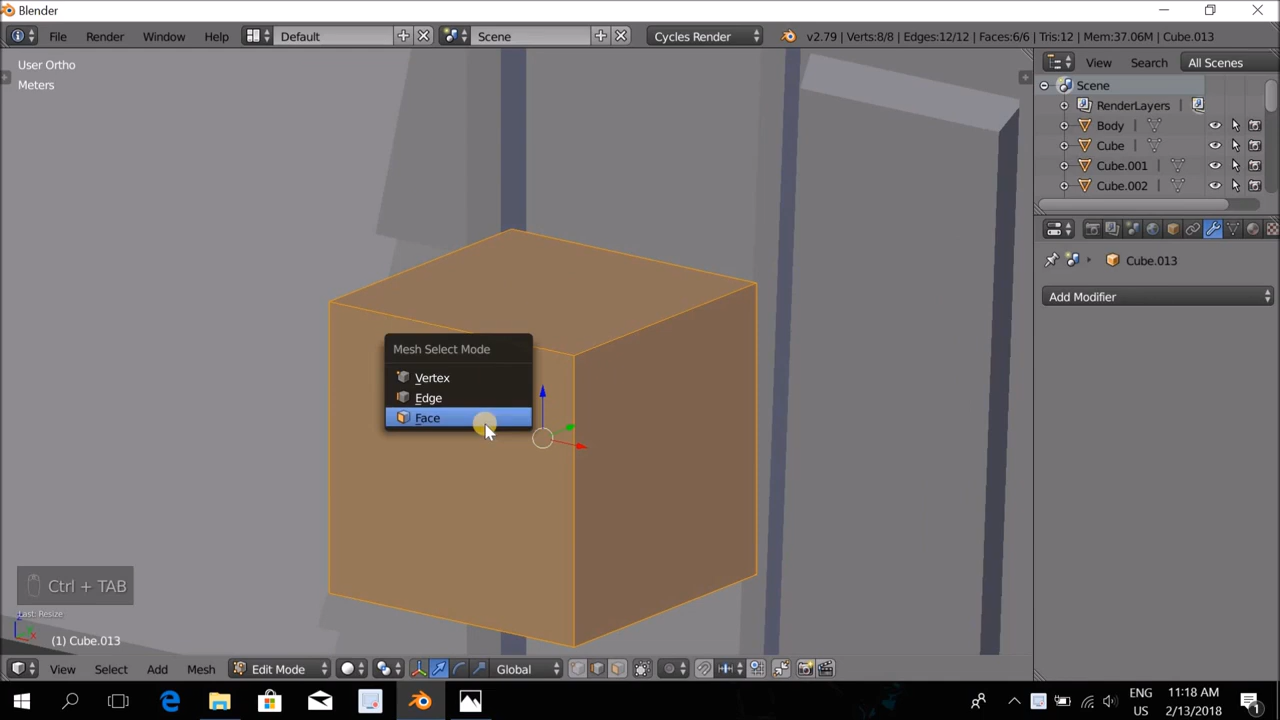 Blender
File
Render
Window
Help
Default
Scene
Cycles Render
v2.79 | Verts:8/8 | Edges:12/12 | Faces:6/6 | Tris:12 | Mem:37.06M | Cube.013
User Ortho
Meters
View
Search
All Scenes
Scene
RenderLayers
Body
Cube
Cube.001
Cube.002
Cube.013
Add Modifier
Mesh Select Mode
Vertex
Edge
Face
Ctrl + TAB
Last: Resize
(1) Cube.013
View
Select
Add
Mesh
Edit Mode
Global
ENG
US
11:18 AM
2/13/2018